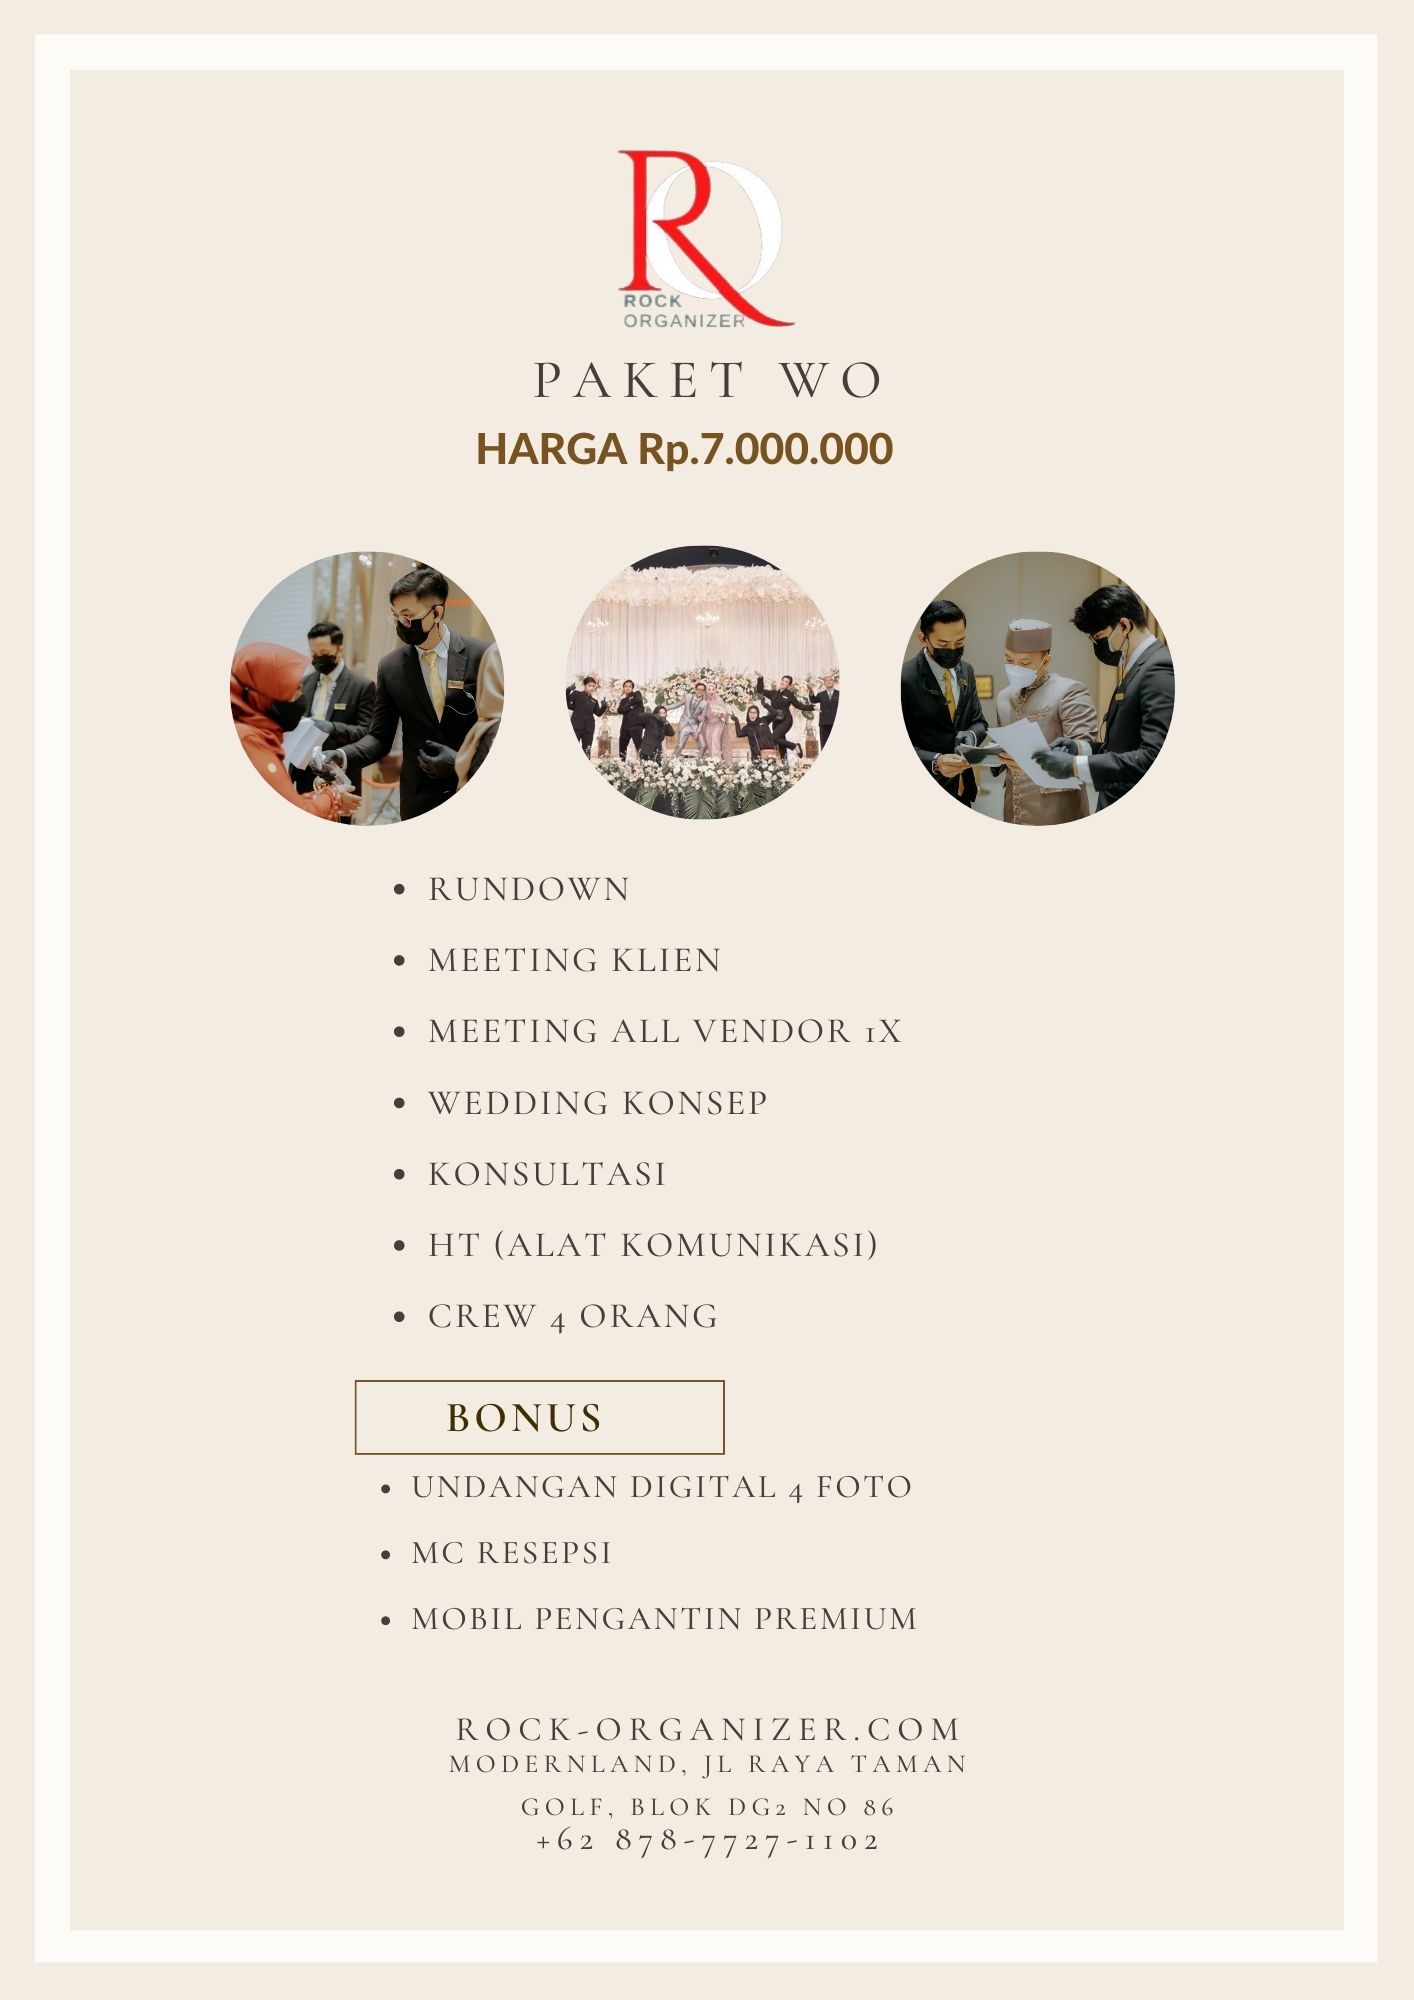 RO
ROCK
ORGANIZER
PAKET WO
HARGA Rp.7.000.000
• RUNDOWN
• MEETING KLIEN
• MEETING ALL VENDOR 1X
• WEDDING KONSEP
• KONSULTASI
• HT (ALAT KOMUNIKASI)
• CREW 4 ORANG
BONUS
• UNDANGAN DIGITAL 4 FOTO
• MC RESEPSI
• MOBIL PENGANTIN PREMIUM
ROCK-ORGANIZER.COM
MODERNLAND, JL RAYA TAMAN
GOLF, BLOK DG2 NO 86
+62 878-7727-1102